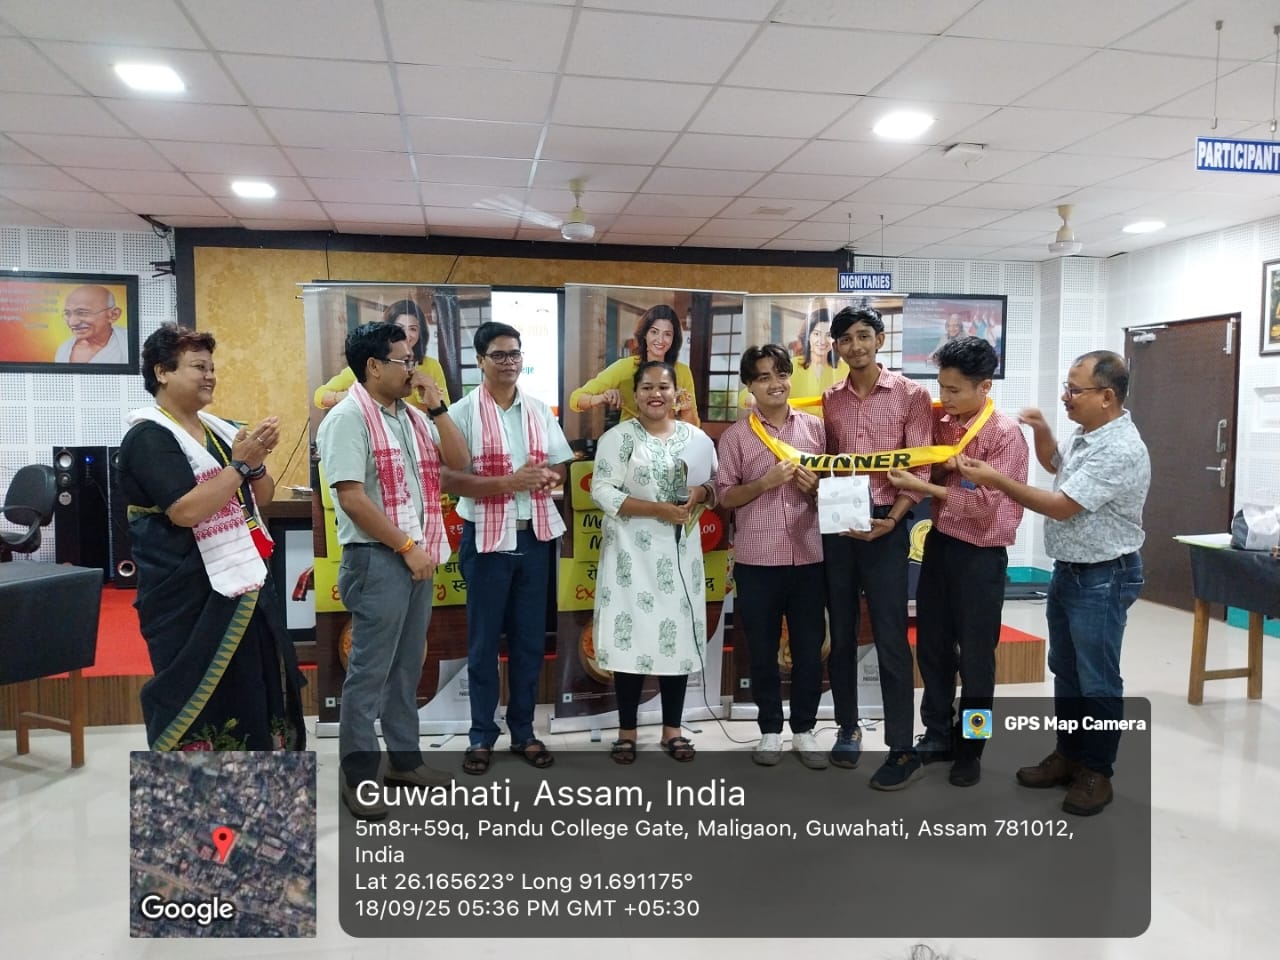 PARTICIPANT
DIGNITARIES
WINNER
GPS Map Camera
Guwahati, Assam, India
5m8r+59q, Pandu College Gate, Maligaon, Guwahati, Assam 781012,
India
Lat 26.165623° Long 91.691175°
18/09/25 05:36 PM GMT +05:30
Google